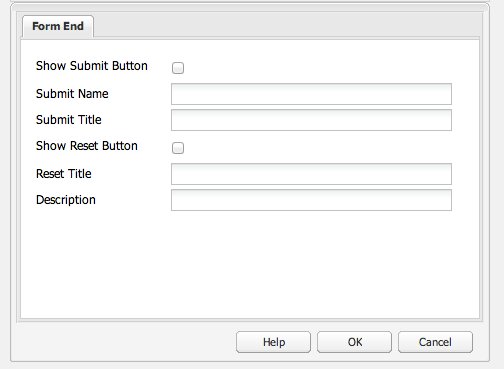 Form End
Show Submit Button
Submit Name
Submit Title
Show Reset Button
Reset Title
Description
Help OK Cancel